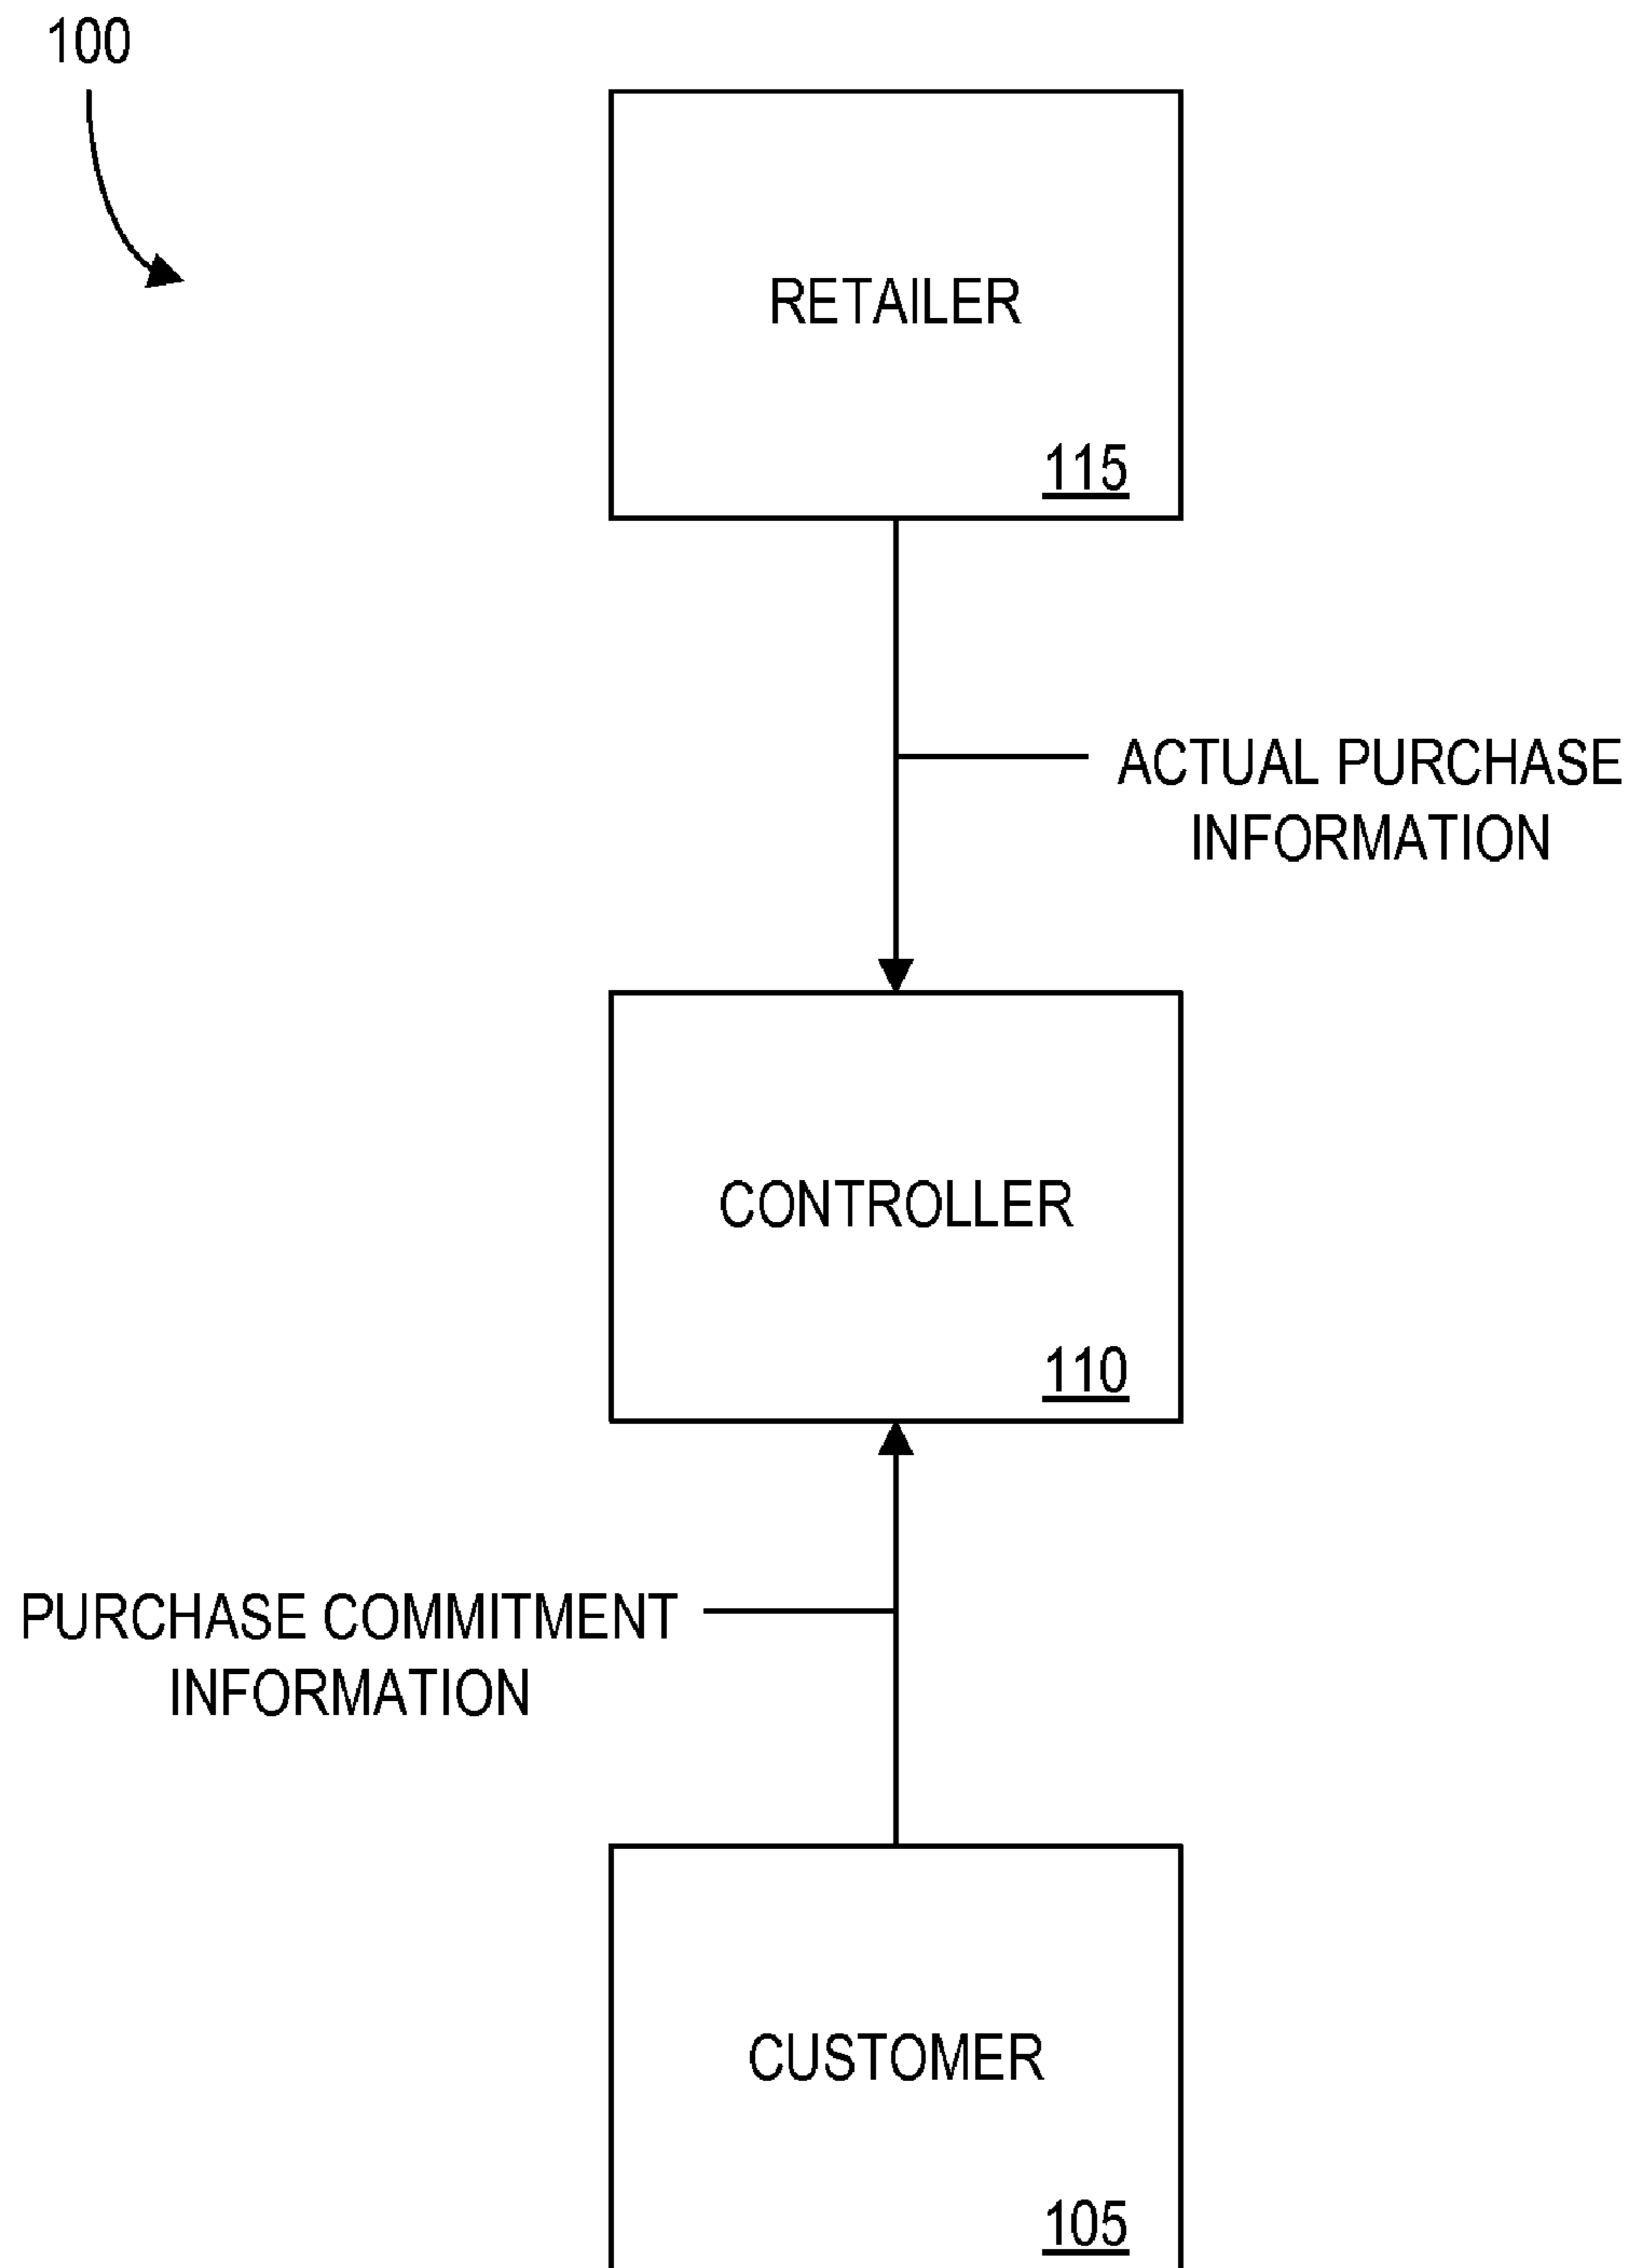 100
RETAILER
115
ACTUAL PURCHASE
INFORMATION
CONTROLLER
110
PURCHASE COMMITMENT
INFORMATION
CUSTOMER
105